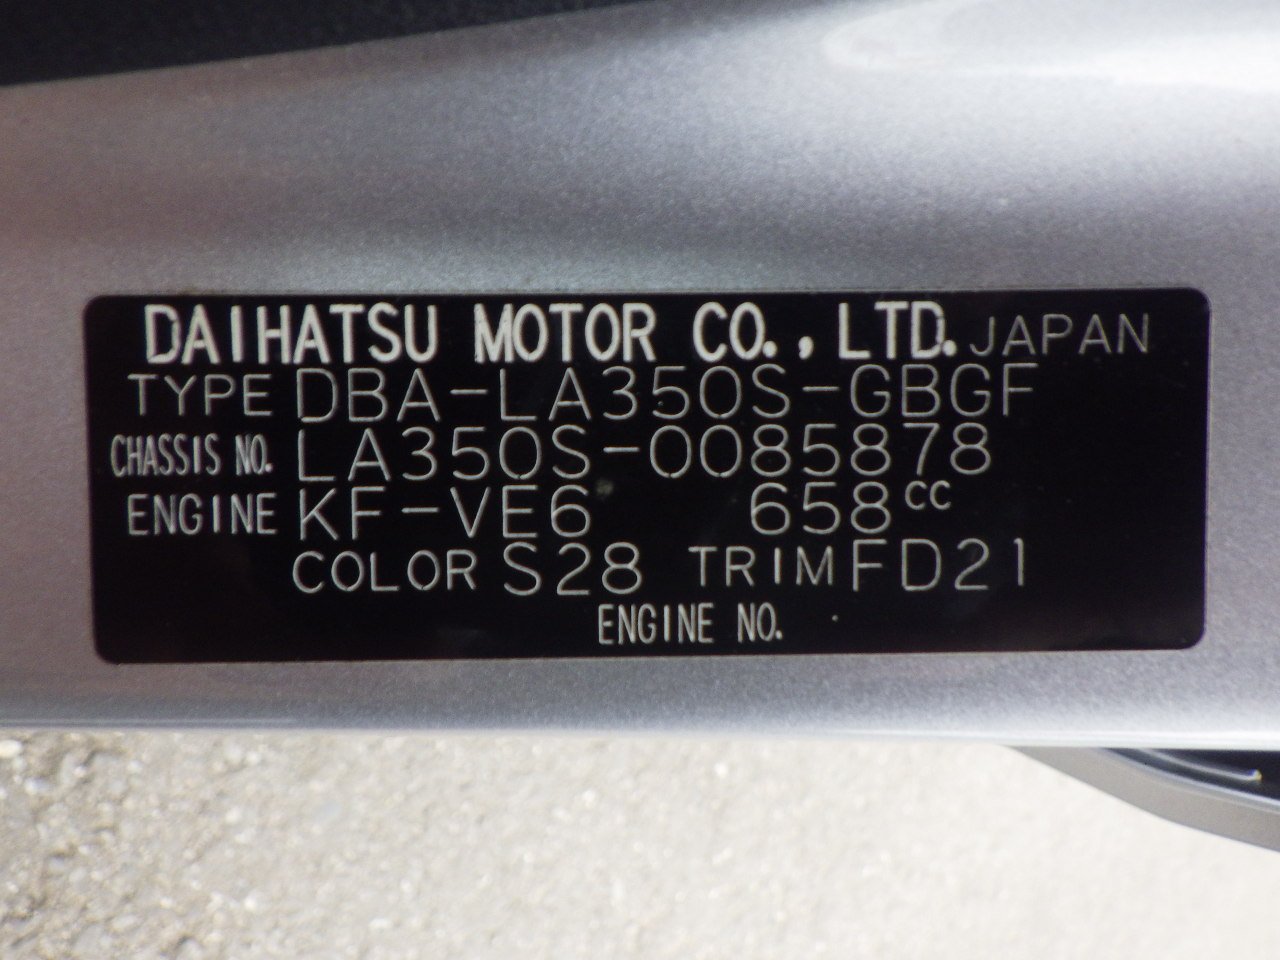 DAIHATSU MOTOR CO., LTD. JAPAN
TYPE DBA-LA350S-GBGF
CHASSIS NO. LA350S-0085878
ENGINE KF-VE6 658cc
COLOR S28 TRIM FD21
ENGINE NO.